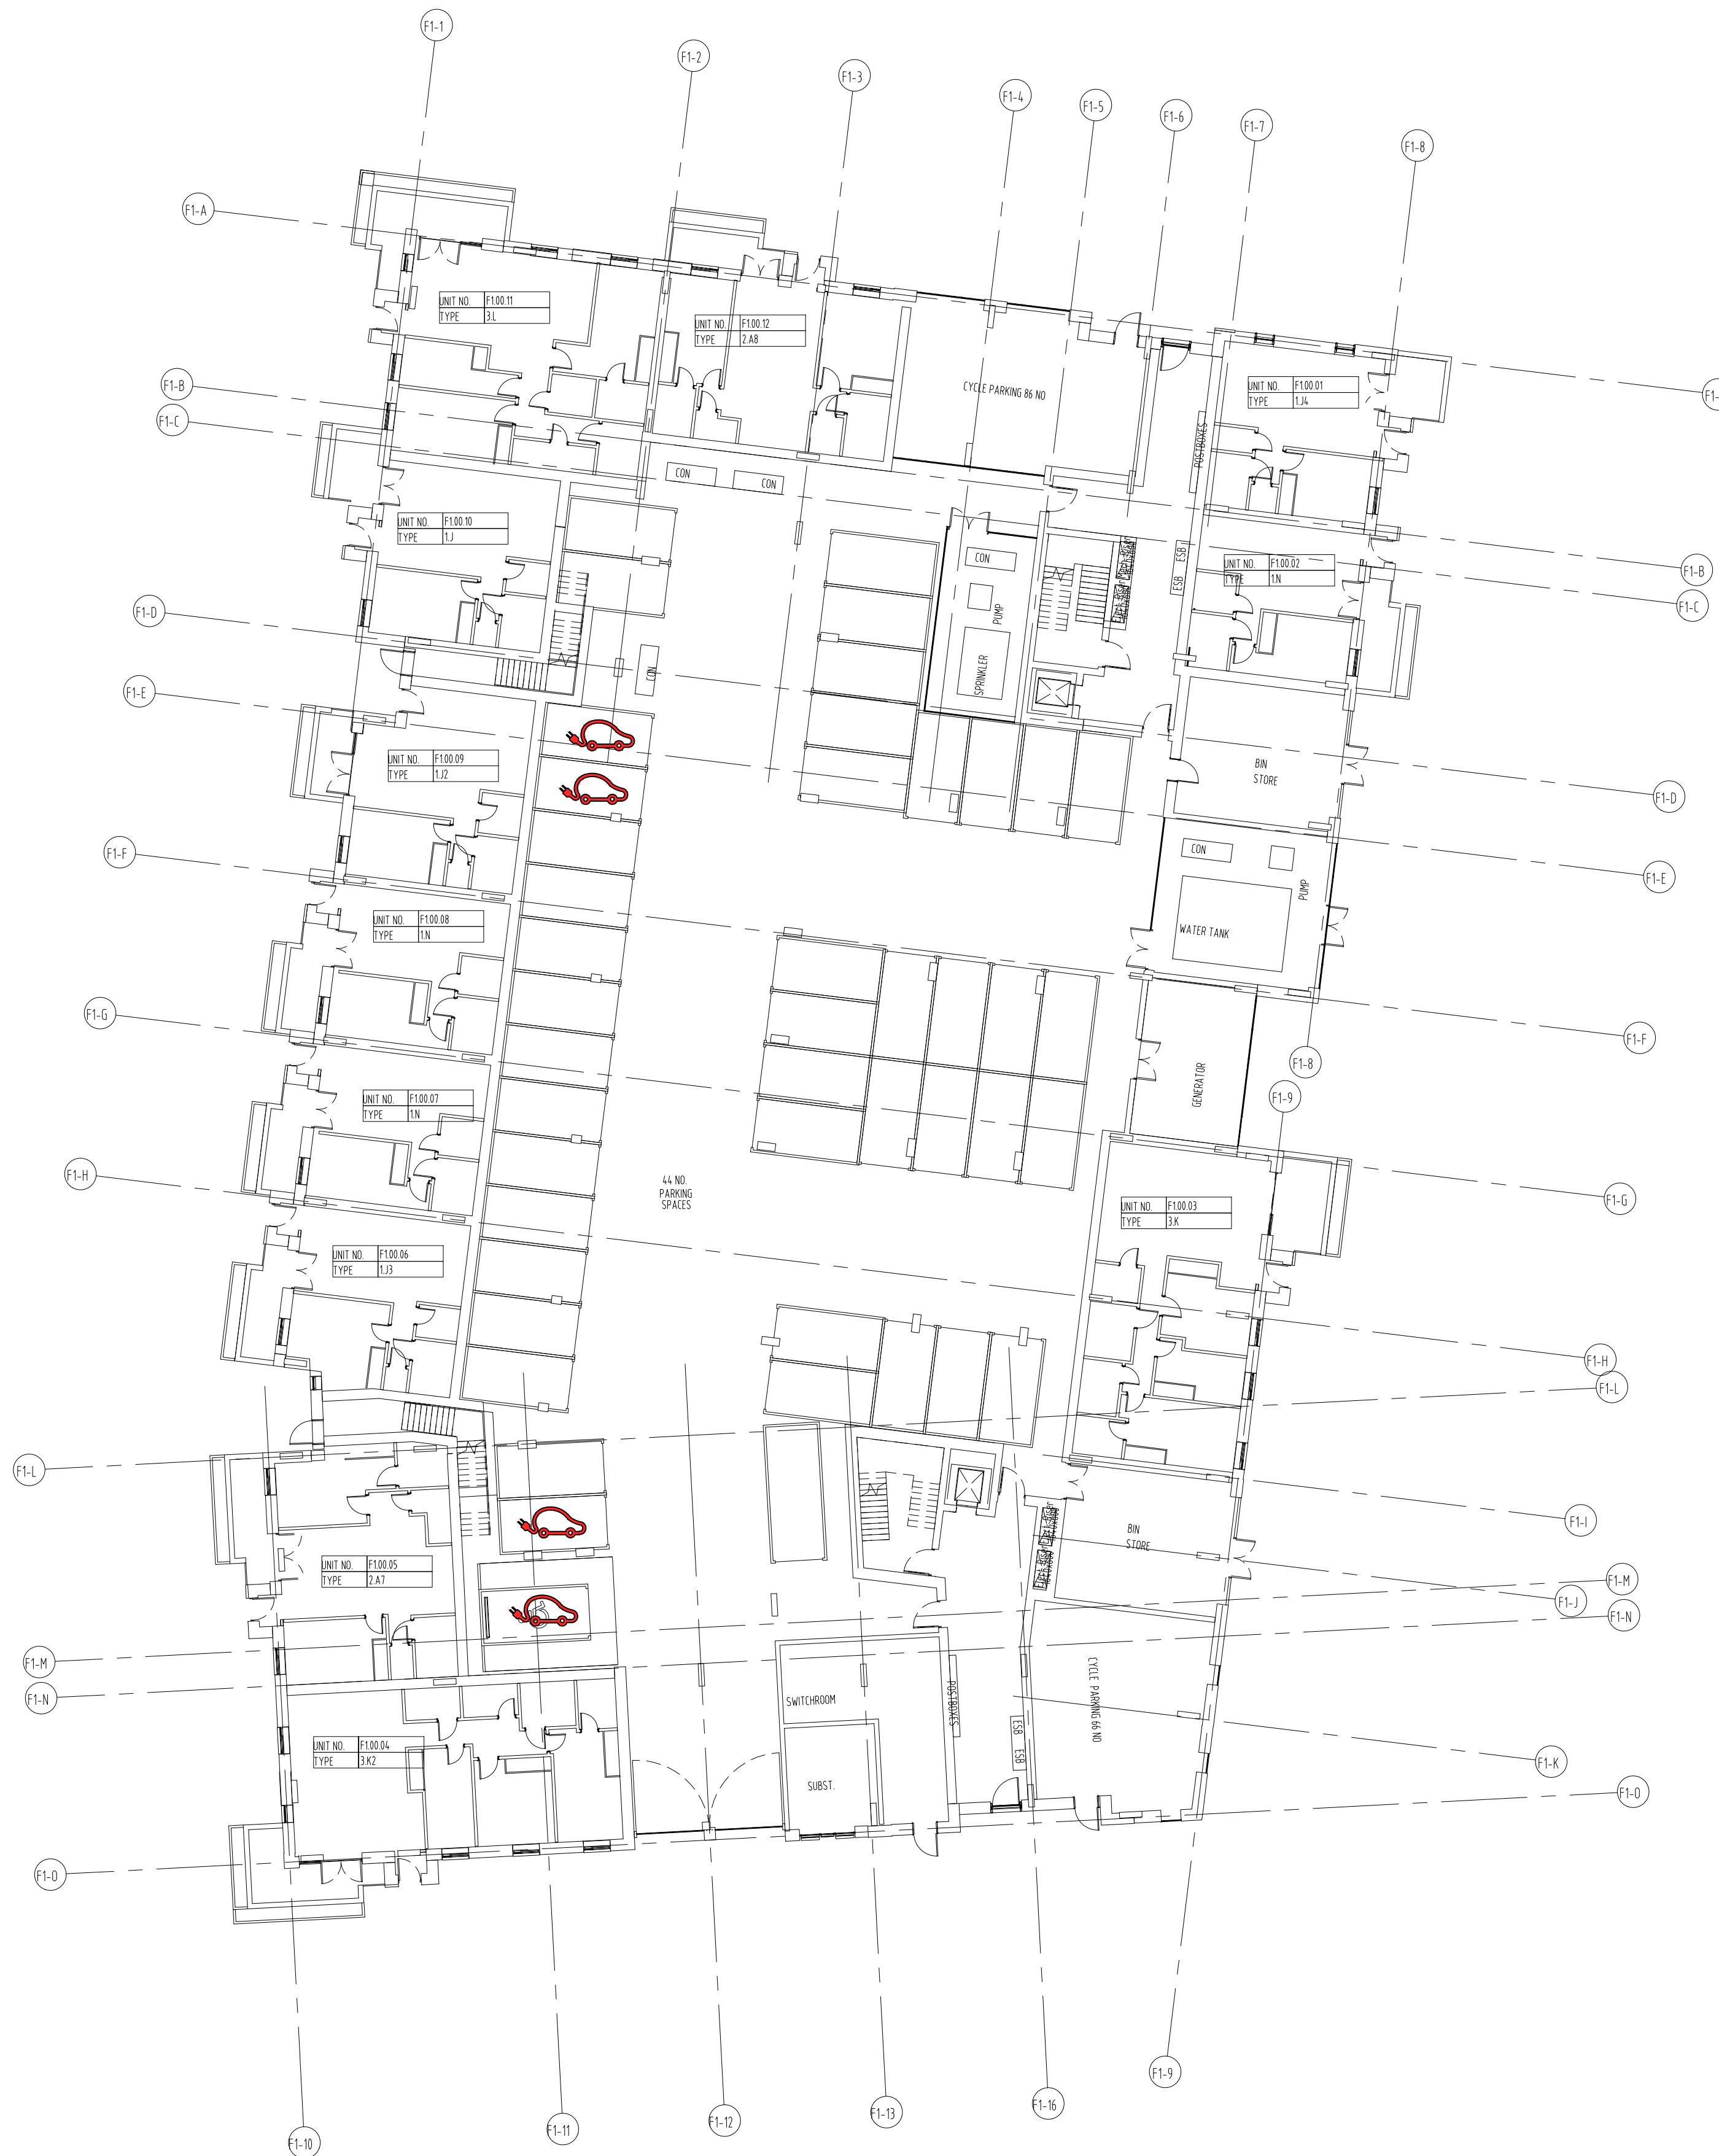 F1-1
F1-2
F1-3
F1-4
F1-5
F1-6
F1-7
F1-8
F1-A
UNIT NO. F1.00.11
TYPE 3.L
UNIT NO. F1.00.12
TYPE 2.A8
CYCLE PARKING 86 NO
UNIT NO. F1.00.01
TYPE 1.J4
F1-B
F1-C
POSTBOXES
CON
CON
UNIT NO. F1.00.10
TYPE 1.J
CON
PUMP
SPRINKLER
ESB ESB
UNIT NO. F1.00.02
TYPE 1.N
F1-B
F1-C
F1-D
CON
F1-E
UNIT NO. F1.00.09
TYPE 1.J2
BIN
STORE
F1-D
F1-F
CON
PUMP
WATER TANK
F1-E
UNIT NO. F1.00.08
TYPE 1.N
F1-G
F1-F
F1-8
GENERATOR
F1-9
UNIT NO. F1.00.07
TYPE 1.N
F1-H
44 NO.
PARKING
SPACES
UNIT NO. F1.00.03
TYPE 3.K
F1-G
UNIT NO. F1.00.06
TYPE 1.J3
F1-H
F1-L
F1-L
F1-I
BIN
STORE
UNIT NO. F1.00.05
TYPE 2.A7
F1-M
F1-J
F1-N
F1-M
F1-N
CYCLE PARKING 66 NO
SWITCHROOM
POSTBOXES
ESB ESB
UNIT NO. F1.00.04
TYPE 3.K2
SUBST.
F1-K
F1-O
F1-O
F1-9
F1-16
F1-13
F1-12
F1-11
F1-10